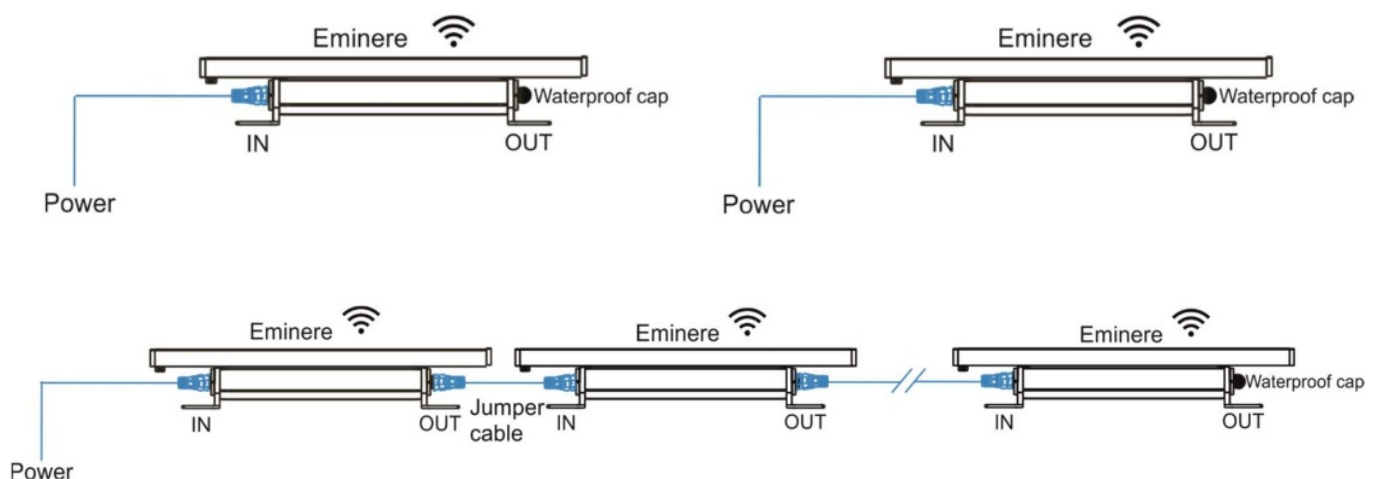 Eminere
Eminere
Waterproof cap
Waterproof cap
IN
OUT
IN
OUT
Power
Power
Eminere
Eminere
Eminere
Waterproof cap
IN
OUT
Jumper
cable
IN
OUT
IN
OUT
Power